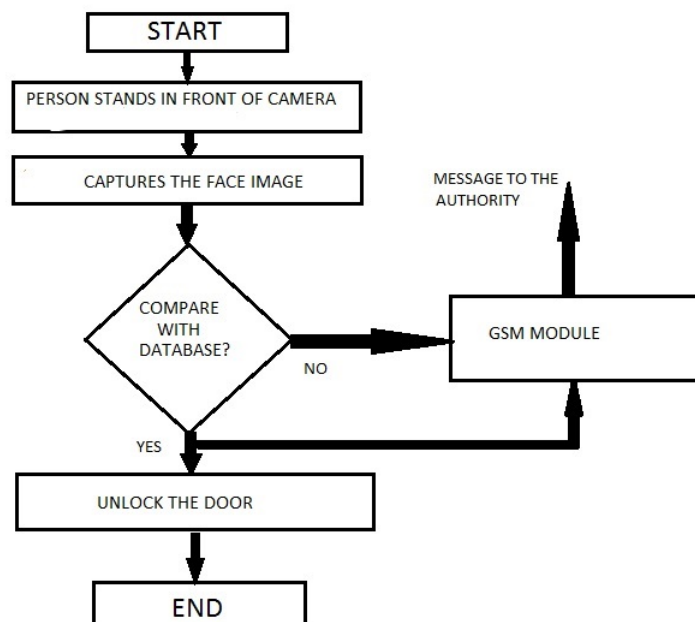 START
PERSON STANDS IN FRONT OF CAMERA
CAPTURES THE FACE IMAGE
MESSAGE TO THE
AUTHORITY
COMPARE
WITH
DATABASE?
GSM MODULE
NO
YES
UNLOCK THE DOOR
END